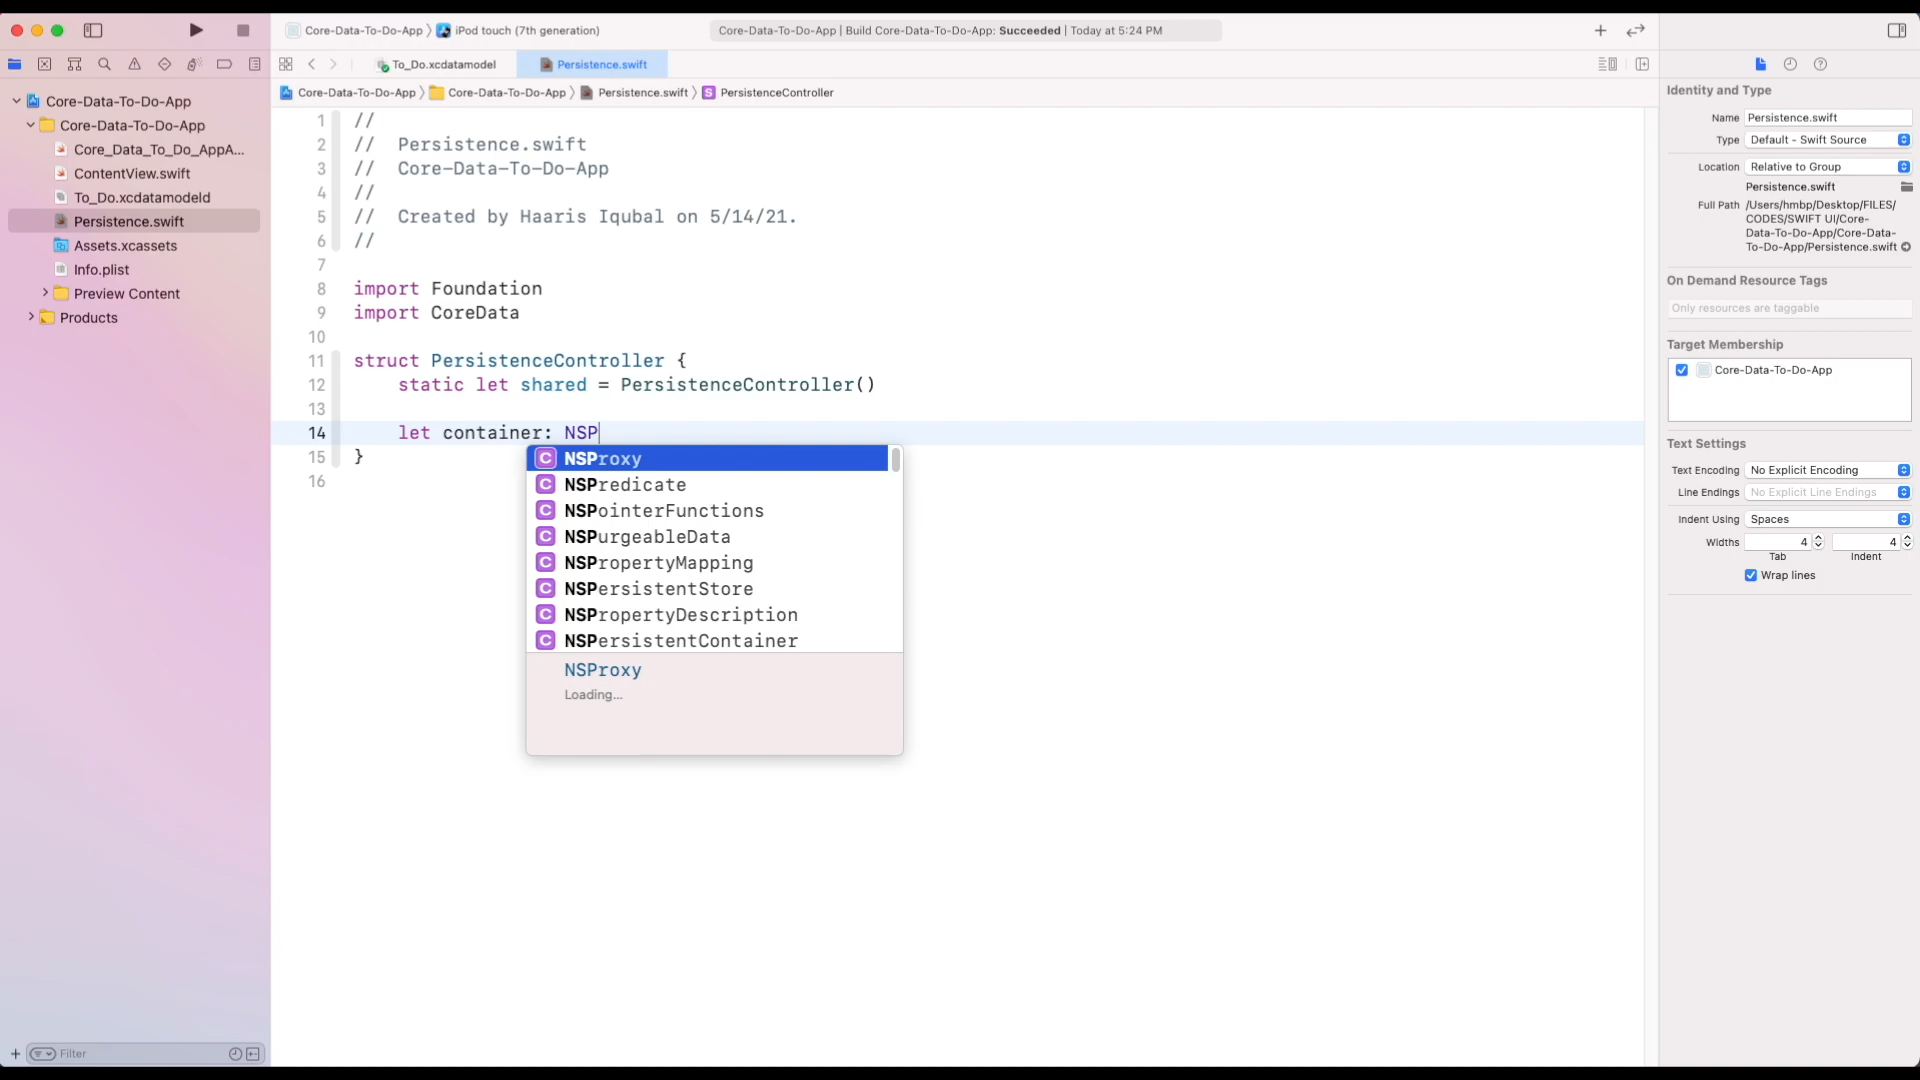 Core-Data-To-Do-App
iPod touch (7th generation)
Core-Data-To-Do-App | Build Core-Data-To-Do-App: Succeeded | Today at 5:24 PM
To_Do.xcdatamodel
Persistence.swift
Core-Data-To-Do-App
Core-Data-To-Do-App
Persistence.swift
PersistenceController
Core-Data-To-Do-App
Core-Data-To-Do-App
Core_Data_To_Do_AppA...
ContentView.swift
To_Do.xcdatamodeld
Persistence.swift
Assets.xcassets
Info.plist
Preview Content
Products
Filter
1 //
2 //  Persistence.swift
3 //  Core-Data-To-Do-App
4 //
5 //  Created by Haaris Iqubal on 5/14/21.
6 //
7
8 import Foundation
9 import CoreData
10
11 struct PersistenceController {
12     static let shared = PersistenceController()
13
14     let container: NSP
15 }
16
NSProxy
NSPredicate
NSPointerFunctions
NSPurgeableData
NSPropertyMapping
NSPersistentStore
NSPropertyDescription
NSPersistentContainer
NSProxy
Loading...
Identity and Type
Name Persistence.swift
Type Default - Swift Source
Location Relative to Group
Persistence.swift
Full Path /Users/hmbp/Desktop/FILES/
CODES/SWIFT UI/Core-
Data-To-Do-App/Core-Data-
To-Do-App/Persistence.swift
On Demand Resource Tags
Only resources are taggable
Target Membership
Core-Data-To-Do-App
Text Settings
Text Encoding No Explicit Encoding
Line Endings No Explicit Line Endings
Indent Using Spaces
Widths 4 4
Tab Indent
Wrap lines